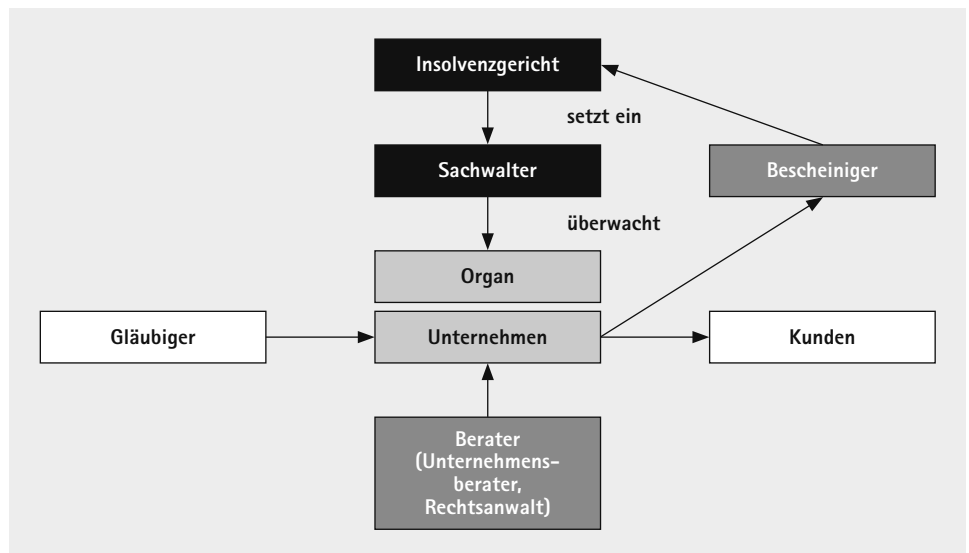 Insolvenzgericht
setzt ein
Sachwalter
Bescheiniger
überwacht
Organ
Gläubiger
Unternehmen
Kunden
Berater
(Unternehmens-
berater,
Rechtsanwalt)